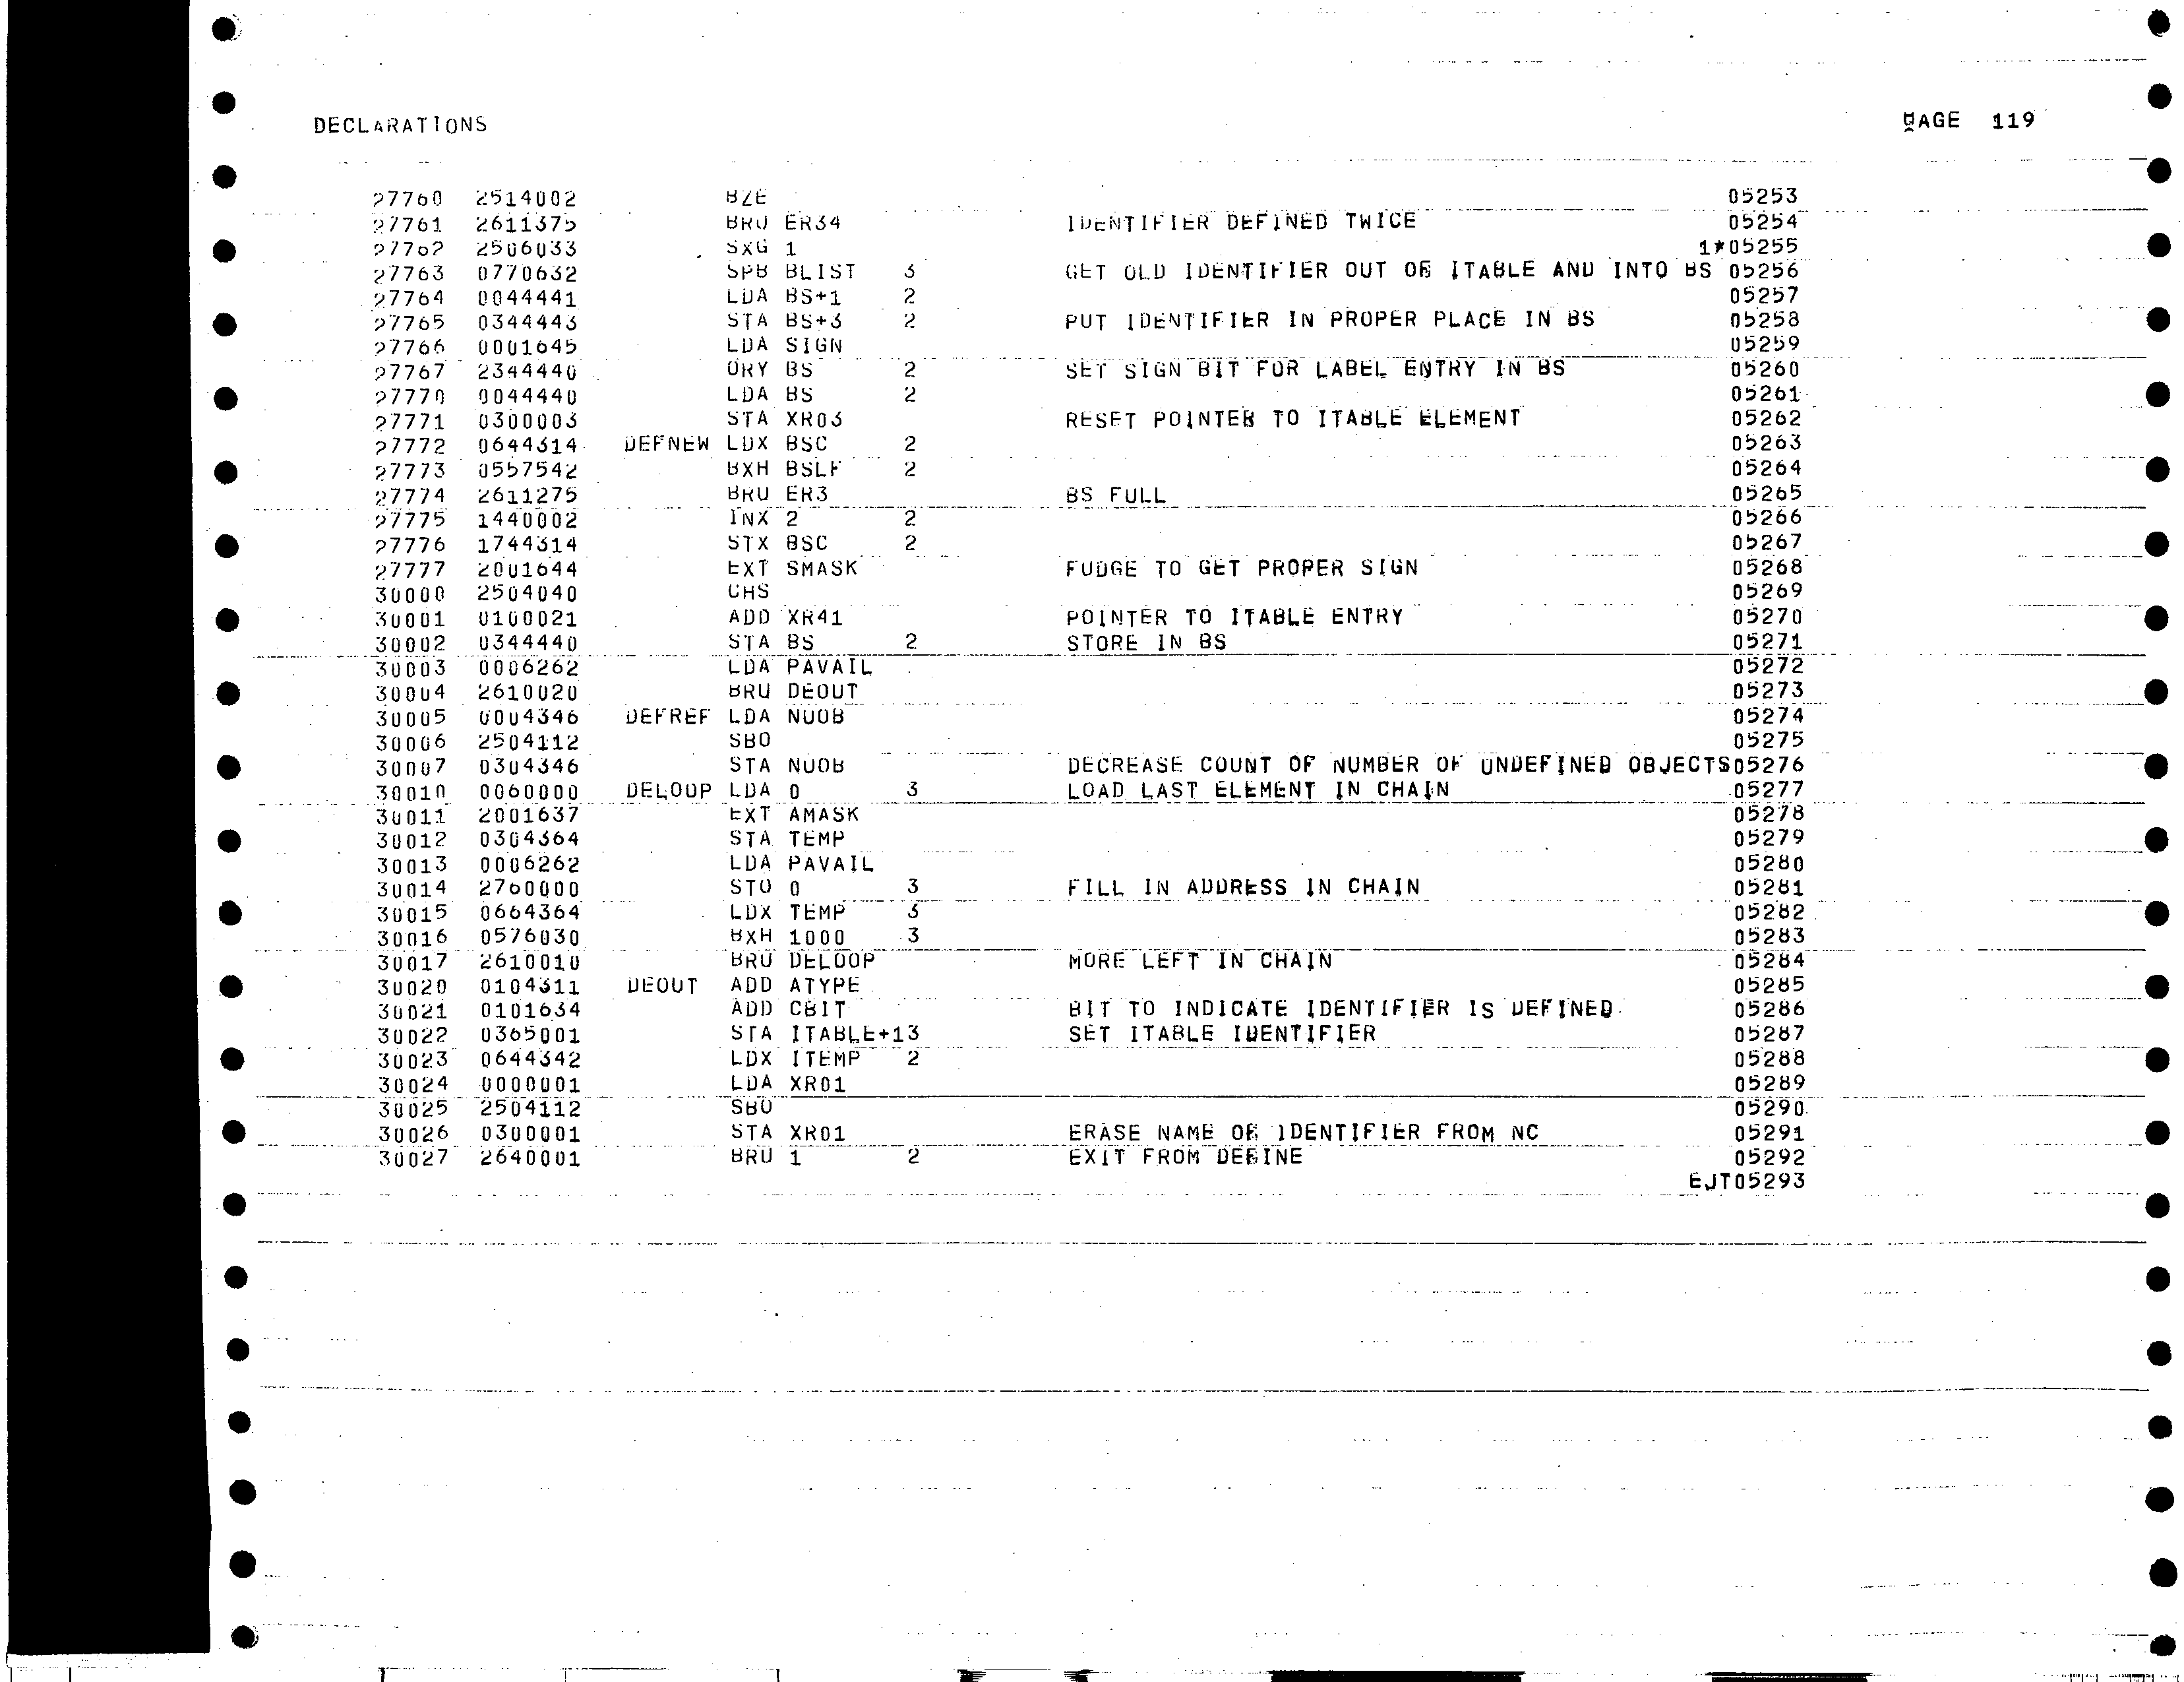 DECLARATIONS PAGE 119
27760 2514002 BZE 05253
27761 2611375 BRU ER34 IDENTIFIER DEFINED TWICE 05254
27762 2506033 SXG 1 1*05255
27763 0770632 SPB BLIST 3 GET OLD IDENTIFIER OUT OF ITABLE AND INTO BS 05256
27764 0044441 LDA BS+1 2 05257
27765 0344443 STA BS+3 2 PUT IDENTIFIER IN PROPER PLACE IN BS 05258
27766 0001645 LDA SIGN 05259
27767 2344440 ORY BS 2 SET SIGN BIT FOR LABEL ENTRY IN BS 05260
27770 0044440 LDA BS 2 05261
27771 0300003 STA XR03 RESET POINTER TO ITABLE ELEMENT 05262
27772 0644314 DEFNEW LDX BSC 2 05263
27773 0557542 BXH BSLF 2 05264
27774 2611275 BRU ER3 BS FULL 05265
27775 1440002 INX 2 2 05266
27776 1744314 STX BSC 2 05267
27777 2001644 EXT SMASK FUDGE TO GET PROPER SIGN 05268
30000 2504040 CHS 05269
30001 0100021 ADD XR41 POINTER TO ITABLE ENTRY 05270
30002 0344440 STA BS 2 STORE IN BS 05271
30003 0006262 LDA PAVAIL 05272
30004 2610020 BRU DEOUT 05273
30005 0004346 DEFREF LDA NUOB 05274
30006 2504112 SBO 05275
30007 0304346 STA NUOB DECREASE COUNT OF NUMBER OF UNDEFINED OBJECTS05276
30010 0060000 DELOOP LDA 0 3 LOAD LAST ELEMENT IN CHAIN 05277
30011 2001637 EXT AMASK 05278
30012 0304364 STA TEMP 05279
30013 0006262 LDA PAVAIL 05280
30014 2760000 STO 0 3 FILL IN ADDRESS IN CHAIN 05281
30015 0664364 LDX TEMP 3 05282
30016 0576030 BXH 1000 3 05283
30017 2610010 BRU DELOOP MORE LEFT IN CHAIN 05284
30020 0104311 DEOUT ADD ATYPE 05285
30021 0101634 ADD CBIT BIT TO INDICATE IDENTIFIER IS DEFINED 05286
30022 0365001 STA ITABLE+13 SET ITABLE IDENTIFIER 05287
30023 0644342 LDX ITEMP 2 05288
30024 0000001 LDA XR01 05289
30025 2504112 SBO 05290
30026 0300001 STA XR01 ERASE NAME OF IDENTIFIER FROM NC 05291
30027 2640001 BRU 1 2 EXIT FROM DEFINE 05292
EJT05293